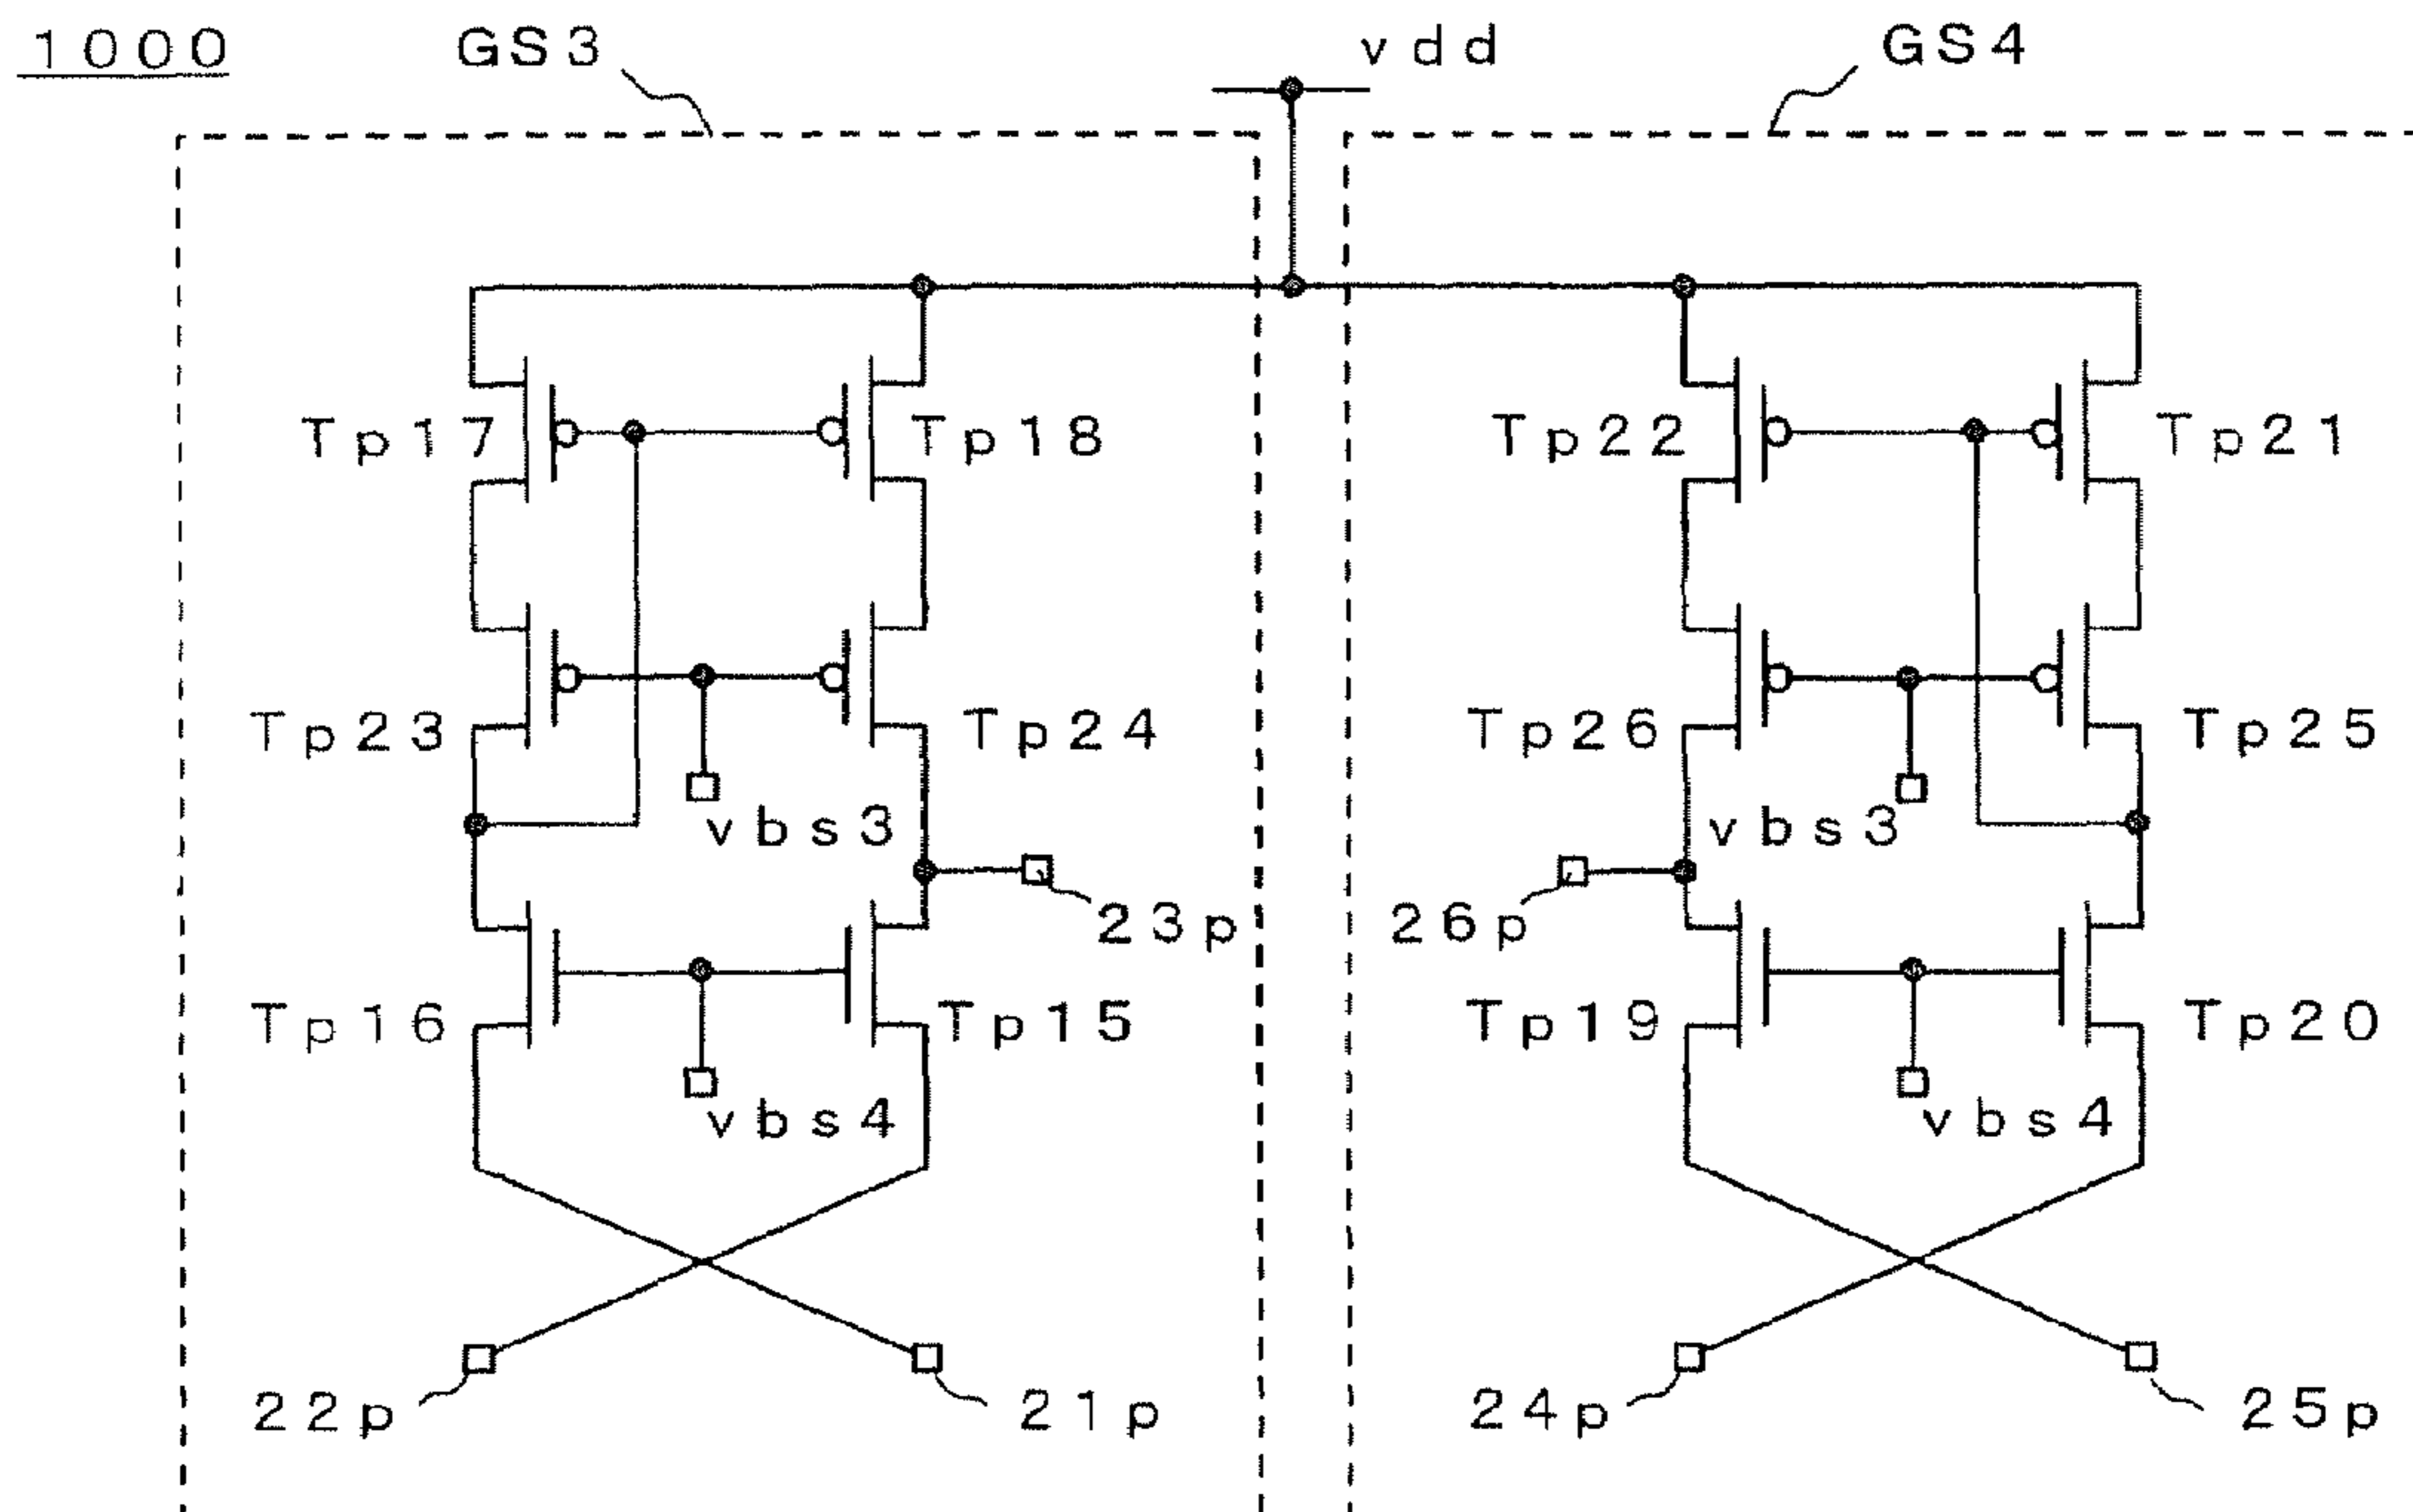 1000
GS3
vdd
GS4
Tp17
Tp18
Tp22
Tp21
Tp23
Tp24
Tp26
Tp25
vbs3
vbs3
23p
26p
Tp16
Tp15
Tp19
Tp20
vbs4
vbs4
22p
21p
24p
25p